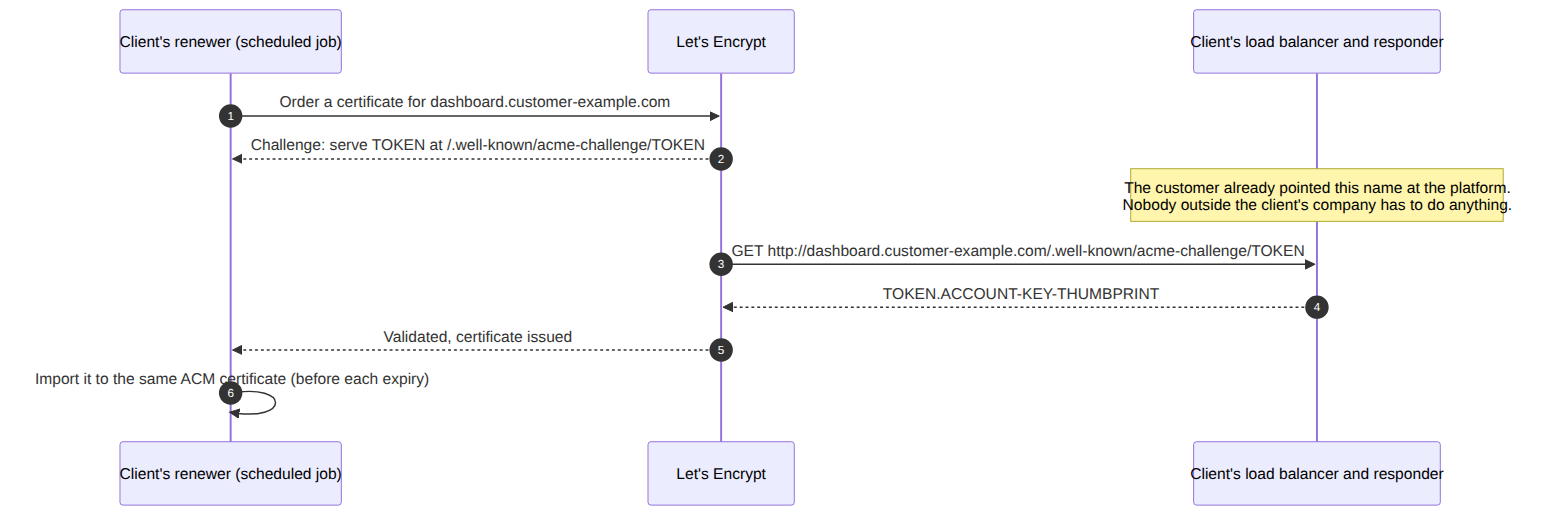 Client's renewer (scheduled job)
Let's Encrypt
Client's load balancer and responder
Order a certificate for dashboard.customer-example.com
1
Challenge: serve TOKEN at /.well-known/acme-challenge/TOKEN
2
The customer already pointed this name at the platform.
Nobody outside the client's company has to do anything.
GET http://dashboard.customer-example.com/.well-known/acme-challenge/TOKEN
3
TOKEN.ACCOUNT-KEY-THUMBPRINT
4
Validated, certificate issued
5
Import it to the same ACM certificate (before each expiry)
6
Client's renewer (scheduled job)
Let's Encrypt
Client's load balancer and responder